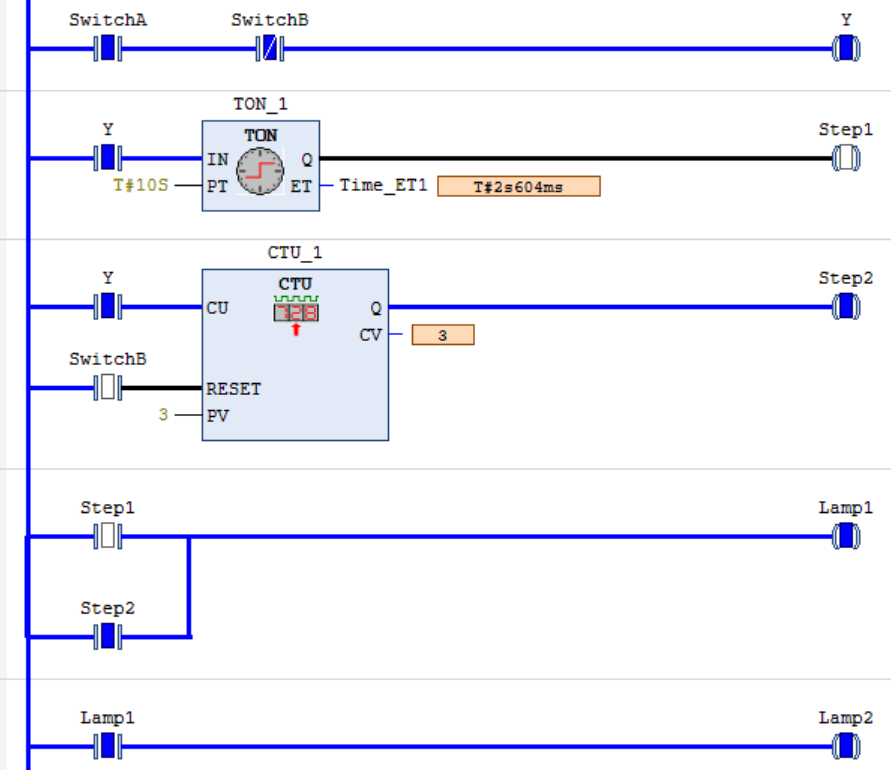 SwitchA SwitchB Y
TON_1
Y TON Step1
IN Q
T#10S PT ET Time_ET1 T#2s604ms
CTU_1
Y CTU Step2
CU 728 Q
CV 3
SwitchB
RESET
3 PV
Step1 Lamp1
Step2
Lamp1 Lamp2